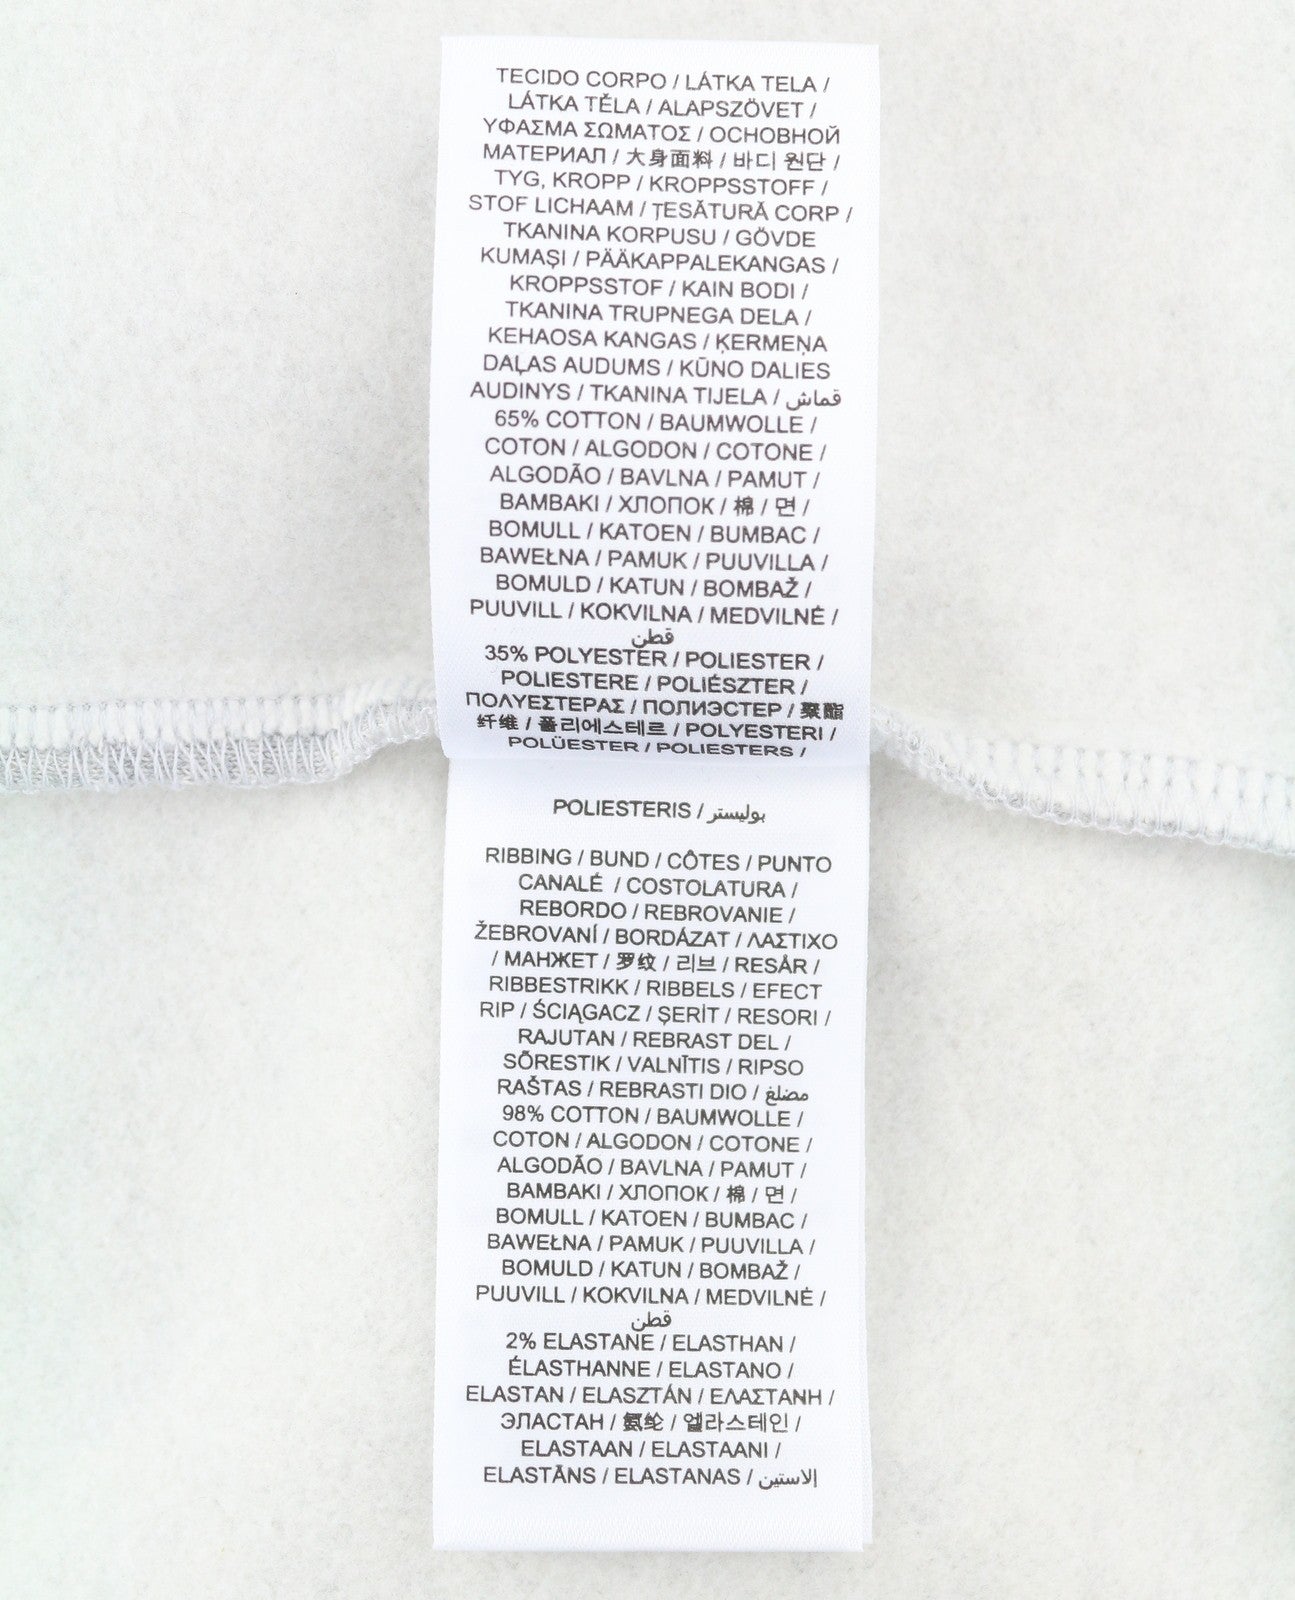 TECIDO CORPO / LÁTKA TELA /
LÁTKA TĚLA / ALAPSZÖVET /
ΥΦΑΣΜΑ ΣΩΜΑΤΟΣ / ОСНОВНОЙ
МАТЕРИАЛ / 大身面料 / 바디 원단 /
TYG, KROPP / KROPPSSTOFF /
STOF LICHAAM / ȚESĂTURĂ CORP /
TKANINA KORPUSU / GÖVDE
KUMAŞI / PÄÄKAPPALEKANGAS /
KROPPSSTOF / KAIN BODI /
TKANINA TRUPNEGA DELA /
KEHAOSA KANGAS / ĶERMEŅA
DAĻAS AUDUMS / KŪNO DALIES
AUDINYS / TKANINA TIJELA / قماش
65% COTTON / BAUMWOLLE /
COTON / ALGODON / COTONE /
ALGODÃO / BAVLNA / PAMUT /
BAMBAKI / ХЛОПОК / 棉 / 면 /
BOMULL / KATOEN / BUMBAC /
BAWEŁNA / PAMUK / PUUVILLA /
BOMULD / KATUN / BOMBAŽ /
PUUVILL / KOKVILNA / MEDVILNĖ /
قطن
35% POLYESTER / POLIESTER /
POLIESTERE / POLIÉSZTER /
ΠΟΛΥΕΣΤΕΡΑΣ / ПОЛИЭСТЕР / 聚酯
纤维 / 폴리에스테르 / POLYESTERI /
POLÜESTER / POLIESTERS /
POLIESTERIS / بوليستر
RIBBING / BUND / CÔTES / PUNTO
CANALÉ / COSTOLATURA /
REBORDO / REBROVANIE /
ŽEBROVANÍ / BORDÁZAT / ΛΑΣΤΙΧΟ
/ МАНЖЕТ / 罗纹 / 리브 / RESÅR /
RIBBESTRIKK / RIBBELS / EFECT
RIP / ŚCIĄGACZ / ŞERİT / RESORI /
RAJUTAN / REBRAST DEL /
SÕRESTIK / VALNĪTIS / RIPSO
RAŠTAS / REBRASTI DIO / مضلع
98% COTTON / BAUMWOLLE /
COTON / ALGODON / COTONE /
ALGODÃO / BAVLNA / PAMUT /
BAMBAKI / ХЛОПОК / 棉 / 면 /
BOMULL / KATOEN / BUMBAC /
BAWEŁNA / PAMUK / PUUVILLA /
BOMULD / KATUN / BOMBAŽ /
PUUVILL / KOKVILNA / MEDVILNĖ /
قطن
2% ELASTANE / ELASTHAN /
ÉLASTHANNE / ELASTANO /
ELASTAN / ELASZTÁN / ΕΛΑΣΤΑΝΗ /
ЭЛАСТАН / 氨纶 / 엘라스테인 /
ELASTAAN / ELASTAANI /
ELASTĀNS / ELASTANAS / إلاستين